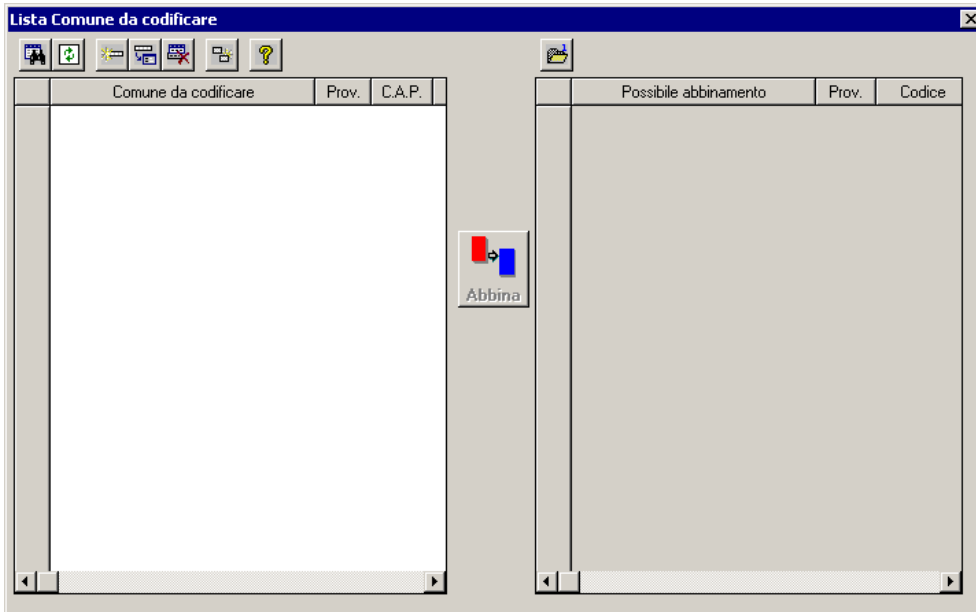 Lista Comune da codificare
Comune da codificare Prov. C.A.P.
Possibile abbinamento Prov. Codice
Abbina